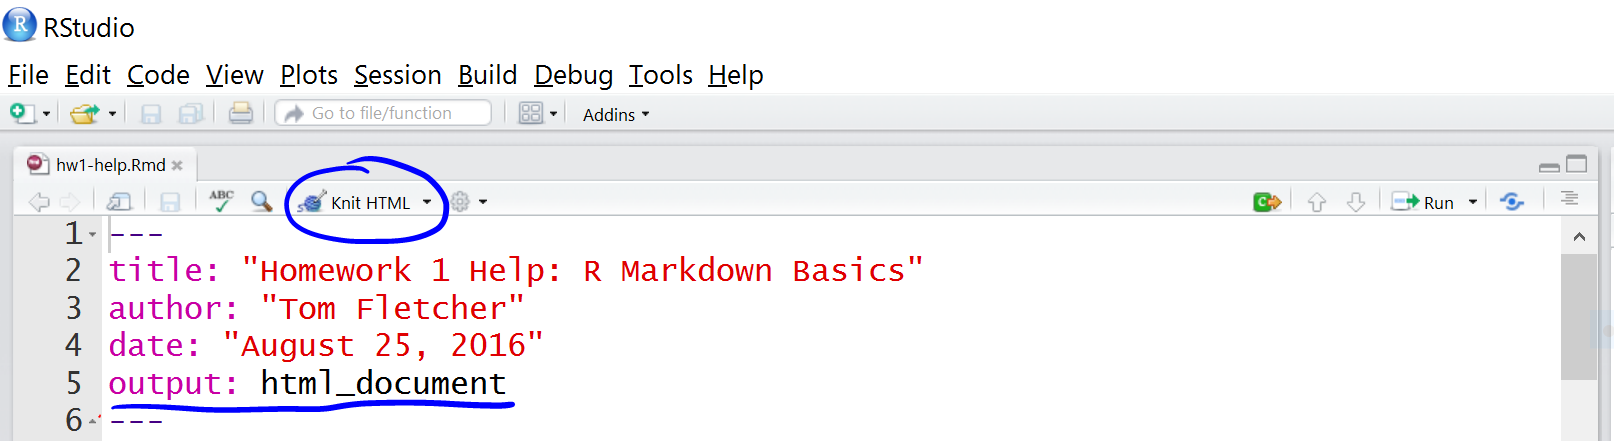 R RStudio
File Edit Code View Plots Session Build Debug Tools Help
Go to file/function Addins
hw1-help.Rmd
ABC Knit HTML C Run
1 ---
2 title: "Homework 1 Help: R Markdown Basics"
3 author: "Tom Fletcher"
4 date: "August 25, 2016"
5 output: html_document
6 ---